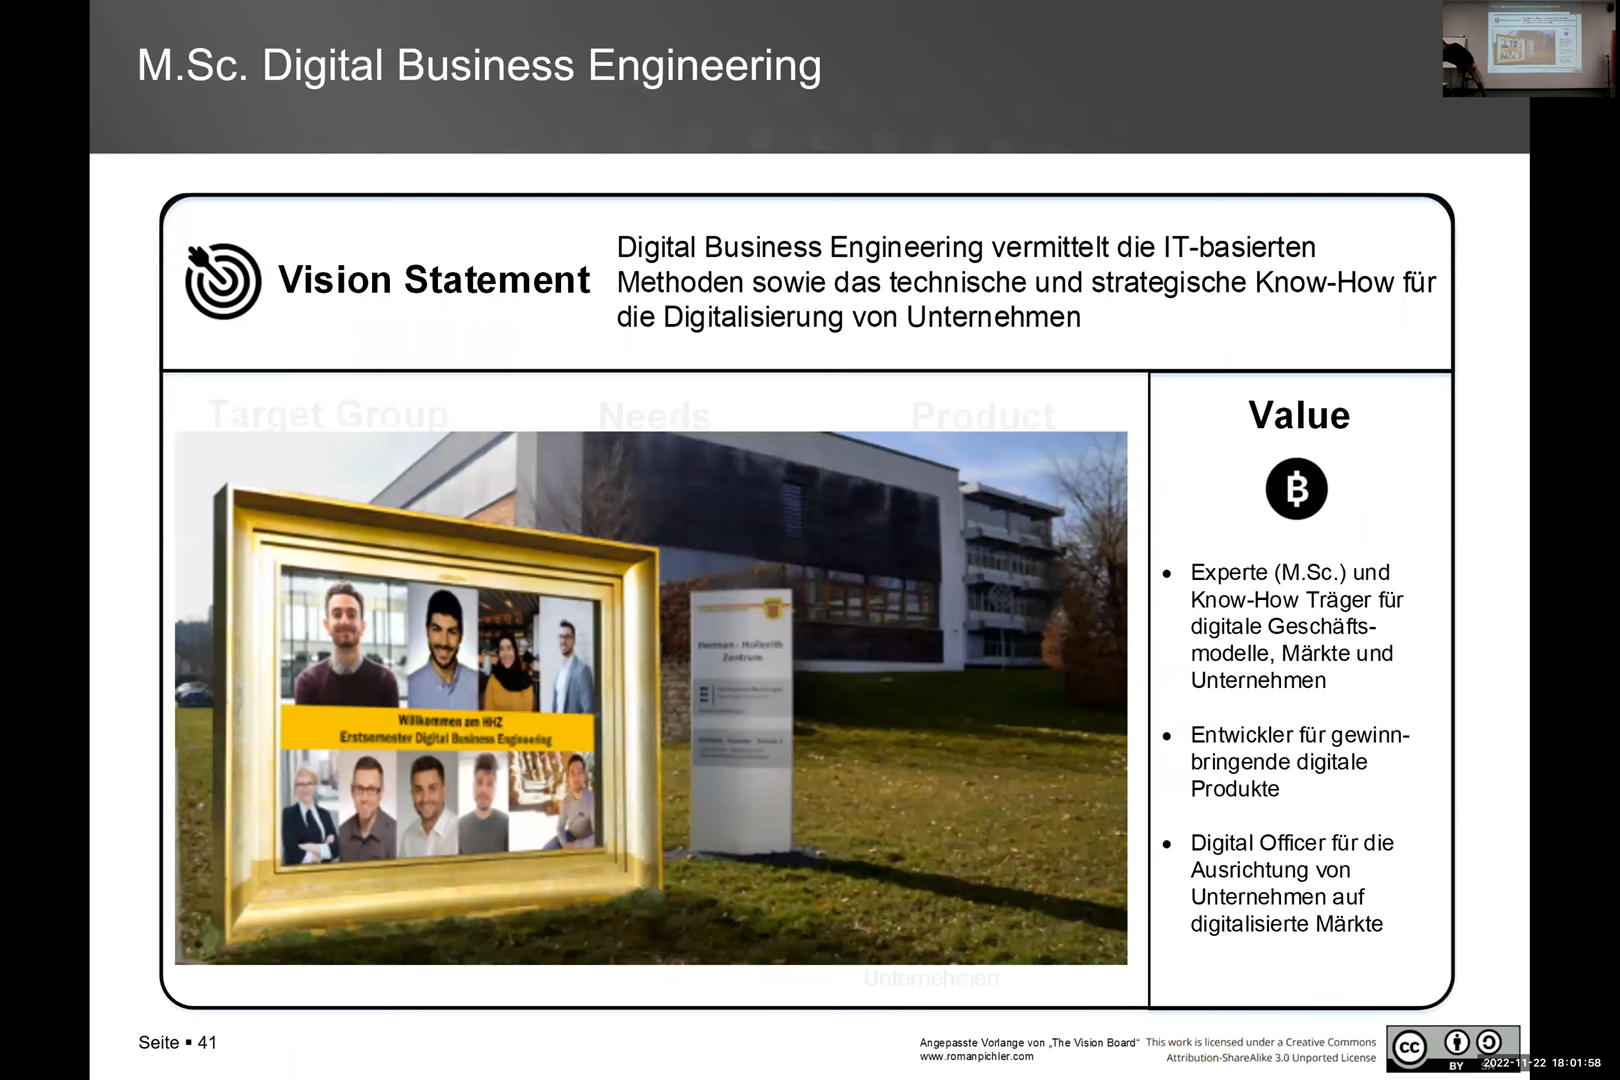 M.Sc. Digital Business Engineering
Vision Statement
Digital Business Engineering vermittelt die IT-basierten
Methoden sowie das technische und strategische Know-How für
die Digitalisierung von Unternehmen
Target Group
Needs
Product
Herman - Hollerith
Zentrum
Willkommen am HHZ
Erstsemester Digital Business Engineering
Unternehmen
Value
• Experte (M.Sc.) und
Know-How Träger für
digitale Geschäfts-
modelle, Märkte und
Unternehmen
• Entwickler für gewinn-
bringende digitale
Produkte
• Digital Officer für die
Ausrichtung von
Unternehmen auf
digitalisierte Märkte
Seite ▪ 41
Angepasste Vorlange von „The Vision Board“
www.romanpichler.com
This work is licensed under a Creative Commons
Attribution-ShareAlike 3.0 Unported License
CC
BY SA
2022-11-22 18:01:58